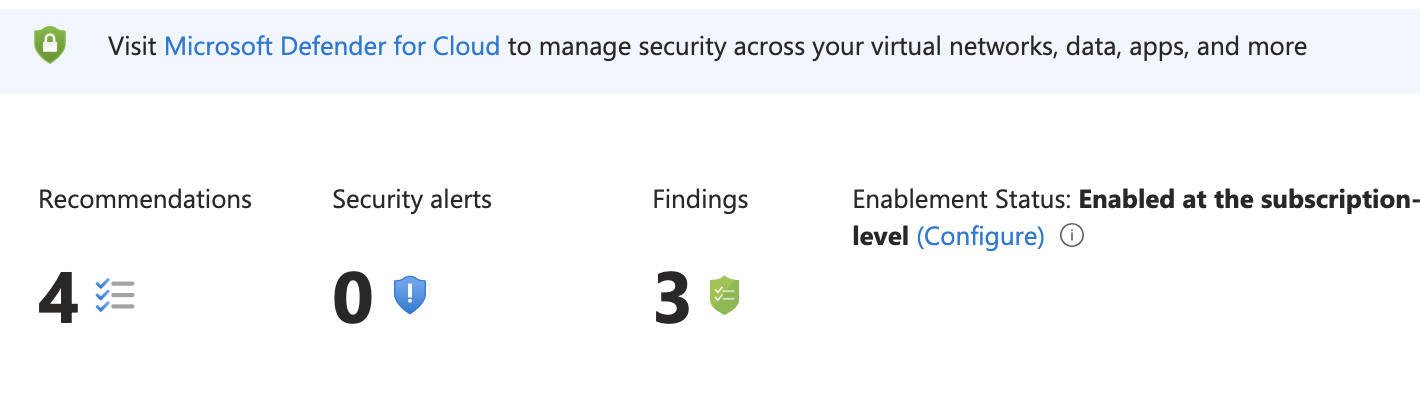 Visit Microsoft Defender for Cloud to manage security across your virtual networks, data, apps, and more
Recommendations
4
Security alerts
0
Findings
3
Enablement Status: Enabled at the subscription-
level (Configure)